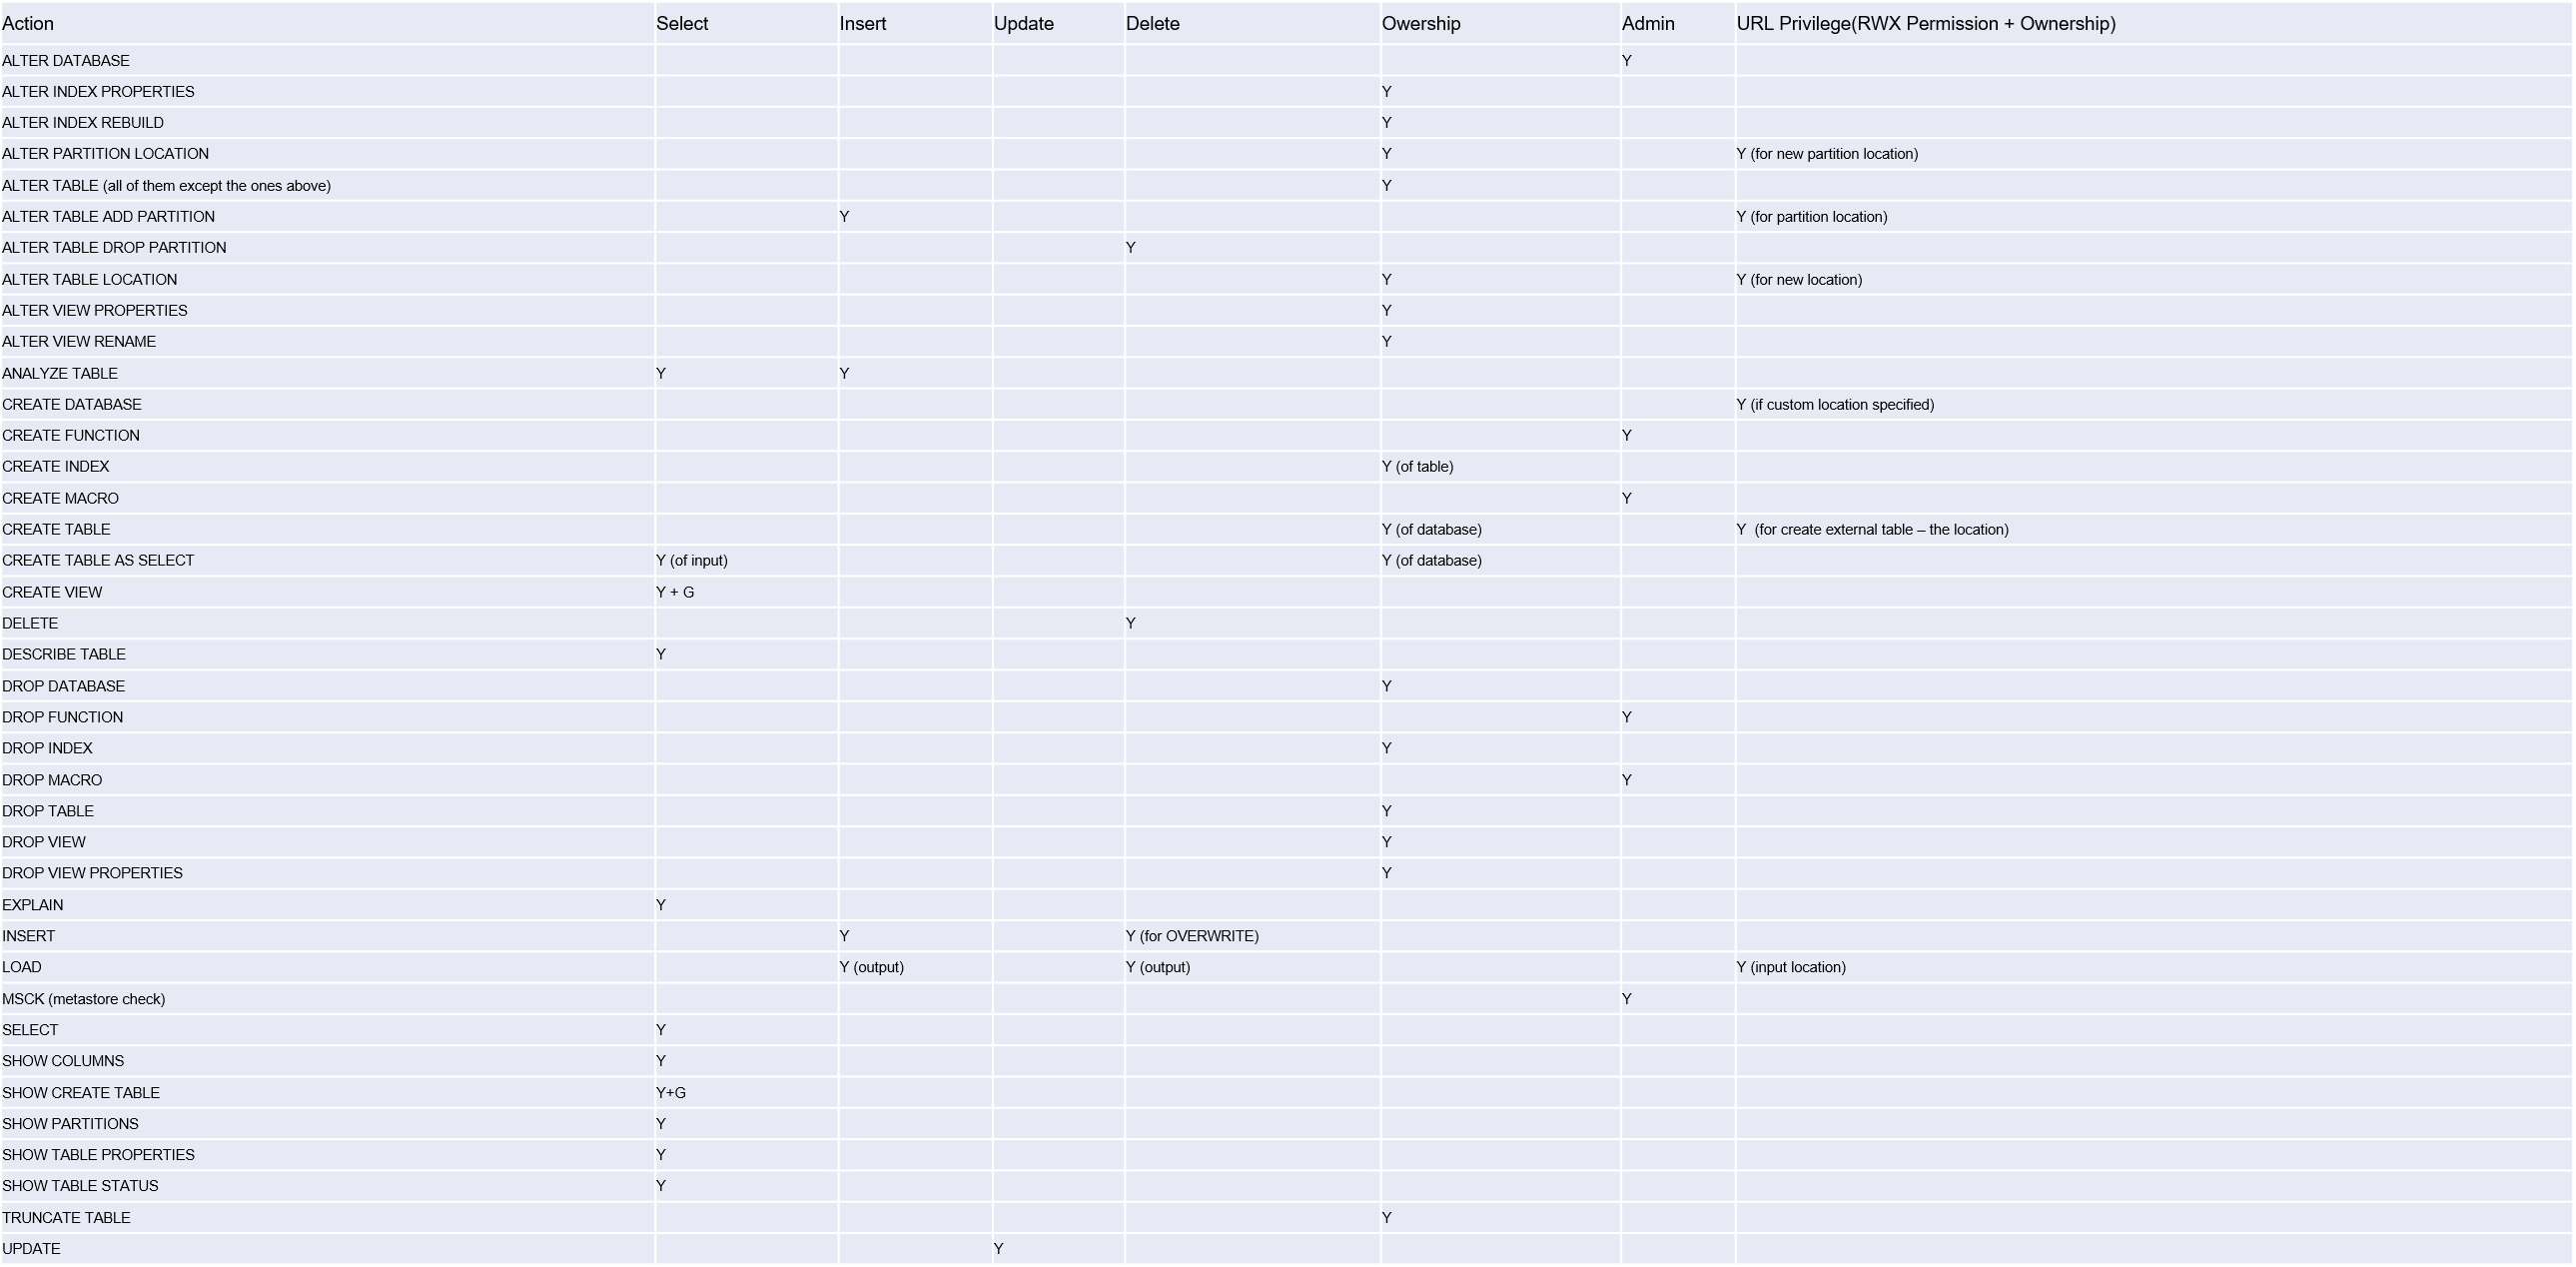 Action Select Insert Update Delete Owership Admin URL Privilege(RWX Permission + Ownership)
ALTER DATABASE Y
ALTER INDEX PROPERTIES Y
ALTER INDEX REBUILD Y
ALTER PARTITION LOCATION Y Y (for new partition location)
ALTER TABLE (all of them except the ones above) Y
ALTER TABLE ADD PARTITION Y Y (for partition location)
ALTER TABLE DROP PARTITION Y
ALTER TABLE LOCATION Y Y (for new location)
ALTER VIEW PROPERTIES Y
ALTER VIEW RENAME Y
ANALYZE TABLE Y Y
CREATE DATABASE Y (if custom location specified)
CREATE FUNCTION Y
CREATE INDEX Y (of table)
CREATE MACRO Y
CREATE TABLE Y (of database) Y (for create external table – the location)
CREATE TABLE AS SELECT Y (of input) Y (of database)
CREATE VIEW Y + G
DELETE Y
DESCRIBE TABLE Y
DROP DATABASE Y
DROP FUNCTION Y
DROP INDEX Y
DROP MACRO Y
DROP TABLE Y
DROP VIEW Y
DROP VIEW PROPERTIES Y
EXPLAIN Y
INSERT Y Y (for OVERWRITE)
LOAD Y (output) Y (output) Y (input location)
MSCK (metastore check) Y
SELECT Y
SHOW COLUMNS Y
SHOW CREATE TABLE Y+G
SHOW PARTITIONS Y
SHOW TABLE PROPERTIES Y
SHOW TABLE STATUS Y
TRUNCATE TABLE Y
UPDATE Y